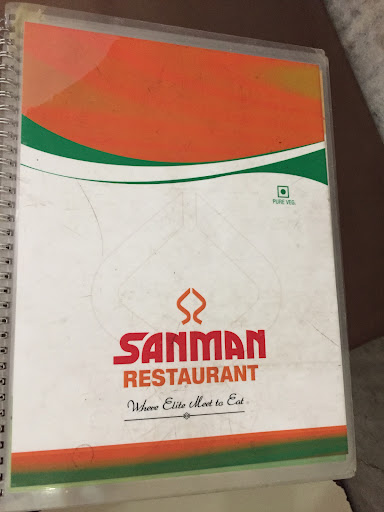 PURE VEG.
SANMAN
RESTAURANT
Where Elite Meet to Eat.